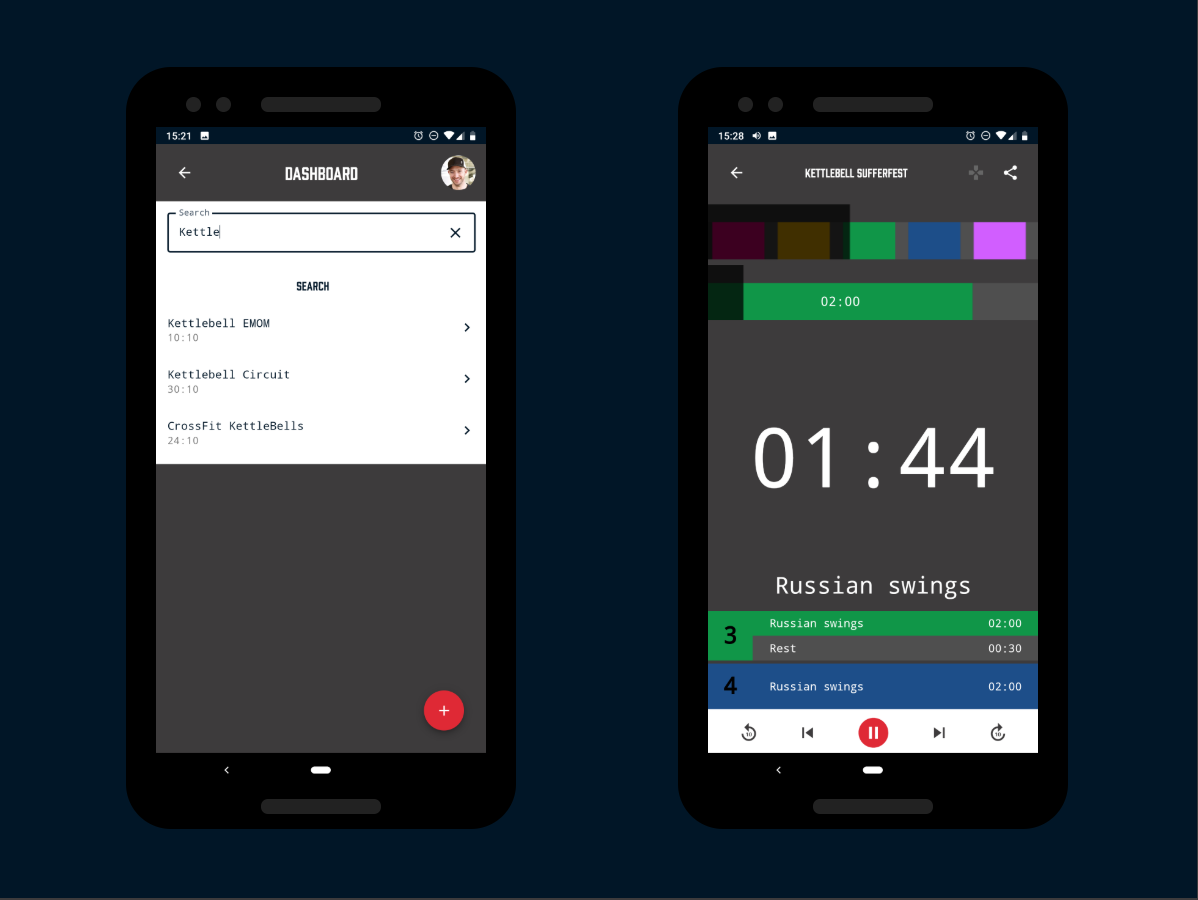 15:21
DASHBOARD
Search
Kettle
SEARCH
Kettlebell EMOM
10:10
Kettlebell Circuit
30:10
CrossFit KettleBells
24:10
15:28
KETTLEBELL SUFFERFEST
02:00
01:44
Russian swings
3
Russian swings 02:00
Rest 00:30
4
Russian swings 02:00
10
10